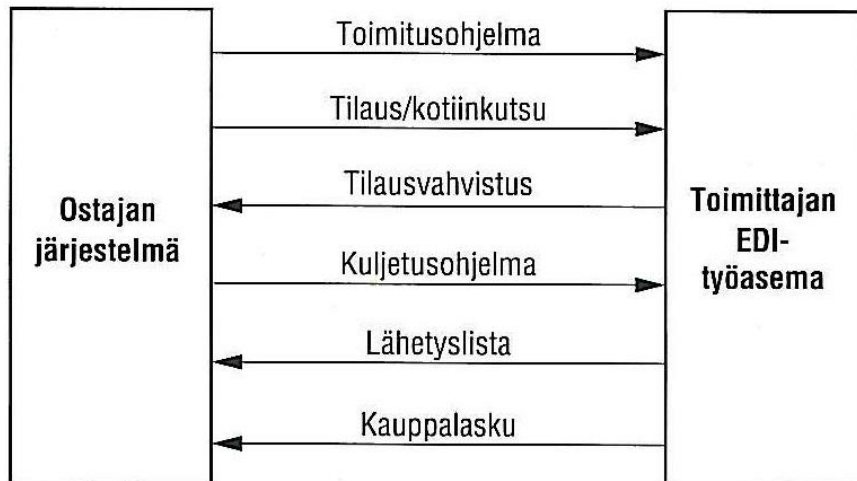 Toimitusohjelma
Tilaus/kotiinkutsu
Tilausvahvistus
Ostajan
järjestelmä
Toimittajan
EDI-
työasema
Kuljetusohjelma
Lähetyslista
Kauppalasku